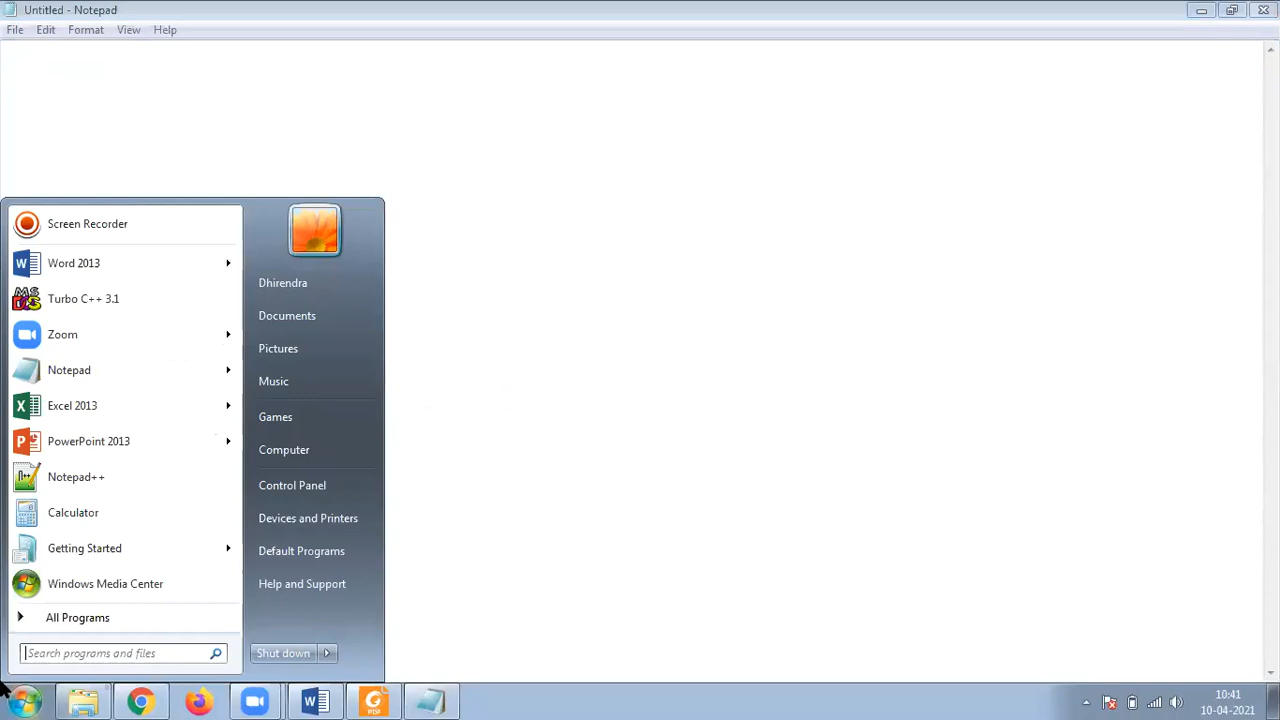 Untitled - Notepad
File Edit Format View Help
Screen Recorder
Word 2013
Turbo C++ 3.1
Zoom
Notepad
Excel 2013
PowerPoint 2013
Notepad++
Calculator
Getting Started
Windows Media Center
All Programs
Search programs and files
Dhirendra
Documents
Pictures
Music
Games
Computer
Control Panel
Devices and Printers
Default Programs
Help and Support
Shut down
10:41
10-04-2021